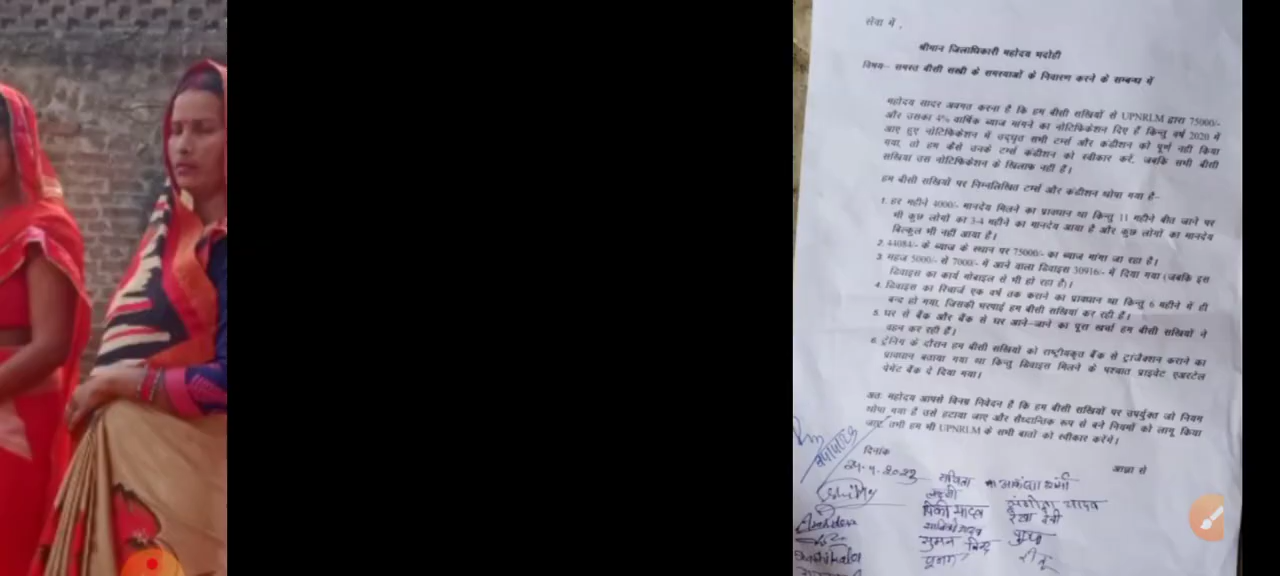 सेवा में ,
श्रीमान जिलाधिकारी महोदय भदोही
विषय- समस्त बीसी सखी के समस्याओं के निवारण करने के सम्बन्ध में
महोदय सादर अवगत करना है कि हम बीसी सखियों से UPNRLM द्वारा 75000/-
और उसका 4% वार्षिक ब्याज मांगने का नोटिफिकेशन दिए हैं किन्तु वर्ष 2020 में
आए हुए नोटिफिकेशन में उद्घृत सभी टर्म्स और कंडीशन को पूर्ण नही किया
गया, तो हम कैसे उनके टर्म्स कंडीशन को स्वीकार करें, जबकि सभी बीसी
सखियां उस नोटिफिकेशन के खिलाफ नहीं हैं।
हम बीसी सखियों पर निम्नलिखित टर्म्स और कंडीशन थोपा गया है-
1. हर महीने 4000/- मानदेय मिलने का प्रावधान था किन्तु 11 महीने बीत जाने पर
भी कुछ लोगों का 3-4 महीने का मानदेय आया है और कुछ लोगों का मानदेय
बिल्कुल भी नहीं आया है।
2. 44084/- के ब्याज के स्थान पर 75000/- का ब्याज मांगा जा रहा है।
3. महज 5000/- से 7000/- में आने वाला डिवाइस 30916/- में दिया गया (जबकि इस
डिवाइस का कार्य मोबाइल से भी हो रहा है)।
4. डिवाइस का रिचार्ज एक वर्ष तक कराने का प्रावधान था किन्तु 6 महीने में ही
बन्द हो गया, जिसकी भरपाई हम बीसी सखियां कर रही हैं।
5. घर से बैंक और बैंक से घर आने-जाने का पूरा खर्चा हम बीसी सखियों ने
वहन कर रही हैं।
6. ट्रेनिंग के दौरान हम बीसी सखियों को राष्ट्रीयकृत बैंक से ट्रांजैक्शन कराने का
प्रावधान बताया गया था किन्तु डिवाइस मिलने के पश्चात प्राइवेट एअरटेल
पेमेंट बैंक दे दिया गया।
अतः महोदय आपसे विनम्र निवेदन है कि हम बीसी सखियों पर उपर्युक्त जो नियम
थोपा गया है उसे हटाया जाए और सैध्दान्तिक रूप से बने नियमों को लागू किया
जाए, तभी हम भी UPNRLM के सभी बातों को स्वीकार करेंगे।
दिनांक
आज्ञा से
संगीता यादव
पिंकी यादव रेखा देवी
सुमन